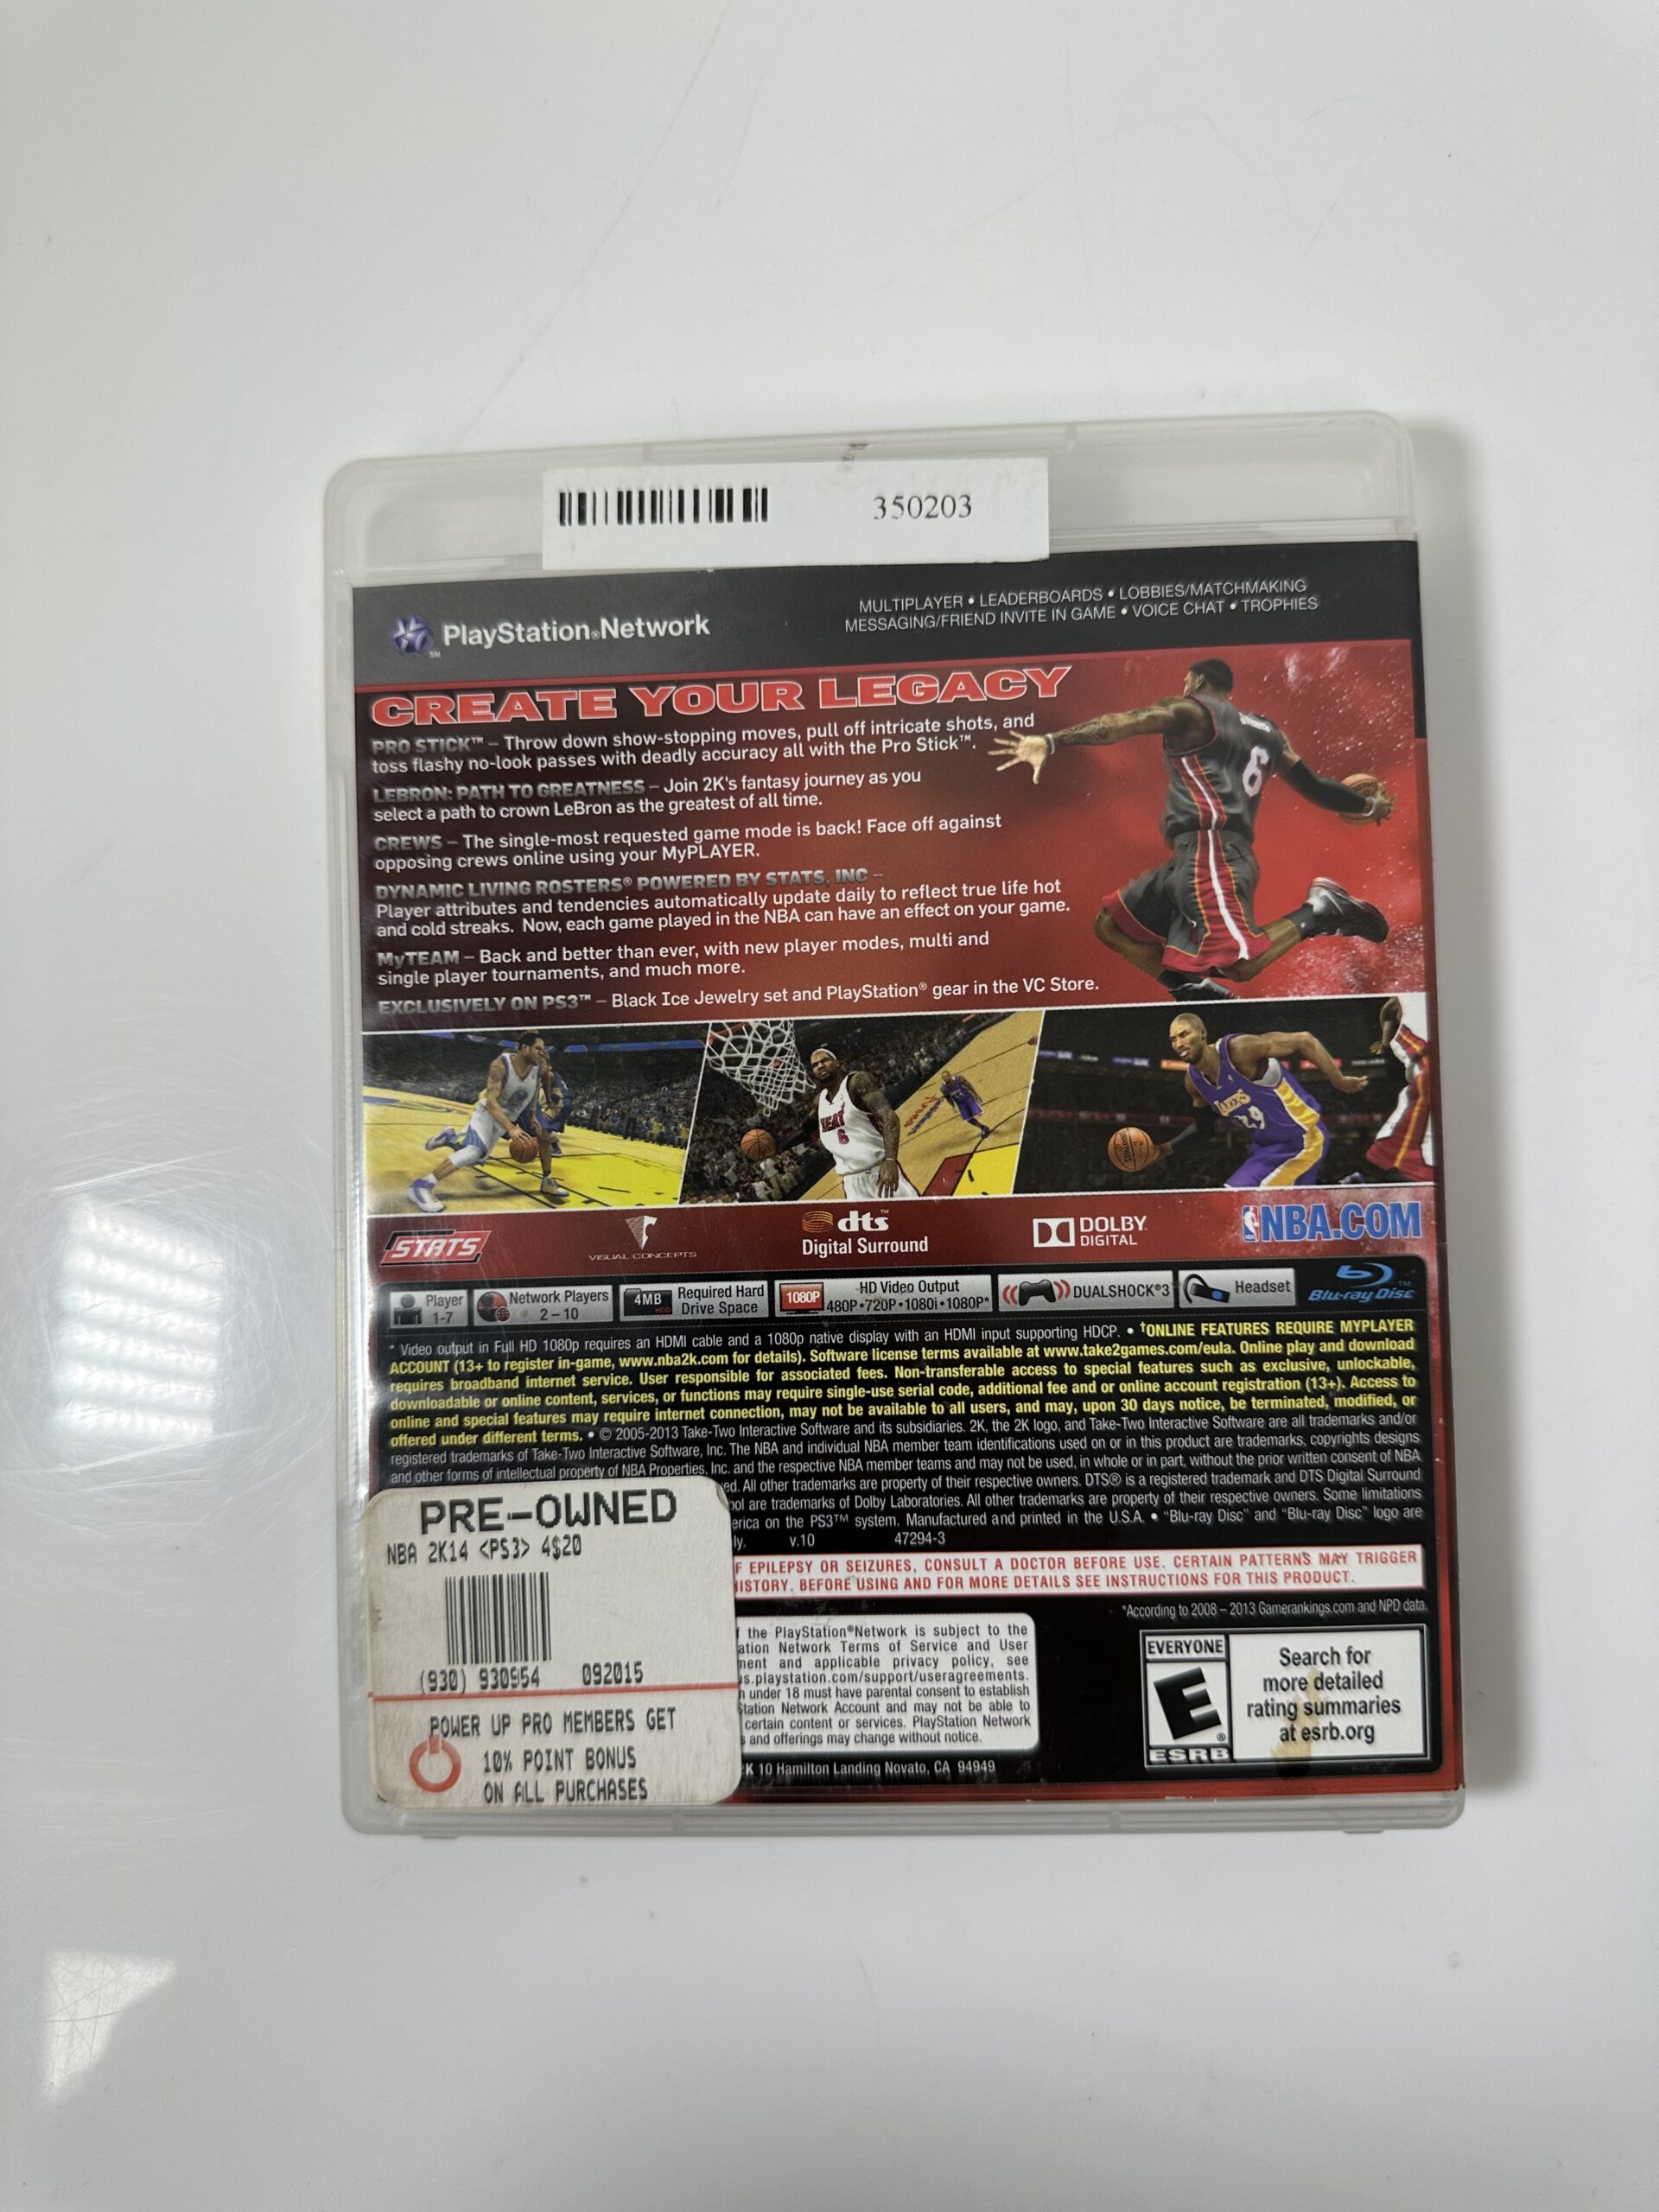 350203
PlayStation®Network
SM
MULTIPLAYER • LEADERBOARDS • LOBBIES/MATCHMAKING
MESSAGING/FRIEND INVITE IN GAME • VOICE CHAT • TROPHIES
CREATE YOUR LEGACY
PRO STICK™ – Throw down show-stopping moves, pull off intricate shots, and
toss flashy no-look passes with deadly accuracy all with the Pro Stick™.
LEBRON: PATH TO GREATNESS – Join 2K's fantasy journey as you
select a path to crown LeBron as the greatest of all time.
CREWS – The single-most requested game mode is back! Face off against
opposing crews online using your MyPLAYER.
DYNAMIC LIVING ROSTERS® POWERED BY STATS, INC –
Player attributes and tendencies automatically update daily to reflect true life hot
and cold streaks. Now, each game played in the NBA can have an effect on your game.
MyTEAM – Back and better than ever, with new player modes, multi and
single player tournaments, and much more.
EXCLUSIVELY ON PS3™ – Black Ice Jewelry set and PlayStation® gear in the VC Store.
6
HEAT
6
LAKERS
STATS
VISUAL CONCEPTS
dts™
Digital Surround
DOLBY
DIGITAL
NBA.COM
Player
1-7
Network Players
2 – 10
4MB
HDD
Required Hard
Drive Space
1080P
HD Video Output
480P•720P•1080i•1080P*
DUALSHOCK®3
Headset
Blu-ray Disc™
* Video output in Full HD 1080p requires an HDMI cable and a 1080p native display with an HDMI input supporting HDCP. • †ONLINE FEATURES REQUIRE MYPLAYER
ACCOUNT (13+ to register in-game, www.nba2k.com for details). Software license terms available at www.take2games.com/eula. Online play and download
requires broadband internet service. User responsible for associated fees. Non-transferable access to special features such as exclusive, unlockable,
downloadable or online content, services, or functions may require single-use serial code, additional fee and or online account registration (13+). Access to
online and special features may require internet connection, may not be available to all users, and may, upon 30 days notice, be terminated, modified, or
offered under different terms. • © 2005-2013 Take-Two Interactive Software and its subsidiaries. 2K, the 2K logo, and Take-Two Interactive Software are all trademarks and/or
registered trademarks of Take-Two Interactive Software, Inc. The NBA and individual NBA member team identifications used on or in this product are trademarks, copyrights designs
and other forms of intellectual property of NBA Properties, Inc. and the respective NBA member teams and may not be used, in whole or in part, without the prior written consent of NBA
ed. All other trademarks are property of their respective owners. DTS® is a registered trademark and DTS Digital Surround
bol are trademarks of Dolby Laboratories. All other trademarks are property of their respective owners. Some limitations
erica on the PS3™ system. Manufactured and printed in the U.S.A. • “Blu-ray Disc” and “Blu-ray Disc” logo are
ly. v.10 47294-3
F EPILEPSY OR SEIZURES, CONSULT A DOCTOR BEFORE USE. CERTAIN PATTERNS MAY TRIGGER
ISTORY. BEFORE USING AND FOR MORE DETAILS SEE INSTRUCTIONS FOR THIS PRODUCT.
*According to 2008 – 2013 Gamerankings.com and NPD data.
PRE-OWNED
NBA 2K14 <PS3> 4$20
(930) 930954 092015
POWER UP PRO MEMBERS GET
10% POINT BONUS
ON ALL PURCHASES
f the PlayStation®Network is subject to the
ation Network Terms of Service and User
nent and applicable privacy policy, see
s.playstation.com/support/useragreements.
n under 18 must have parental consent to establish
Station Network Account and may not be able to
certain content or services. PlayStation Network
s and offerings may change without notice.
K 10 Hamilton Landing Novato, CA 94949
EVERYONE
E
®
ESRB
Search for
more detailed
rating summaries
at esrb.org